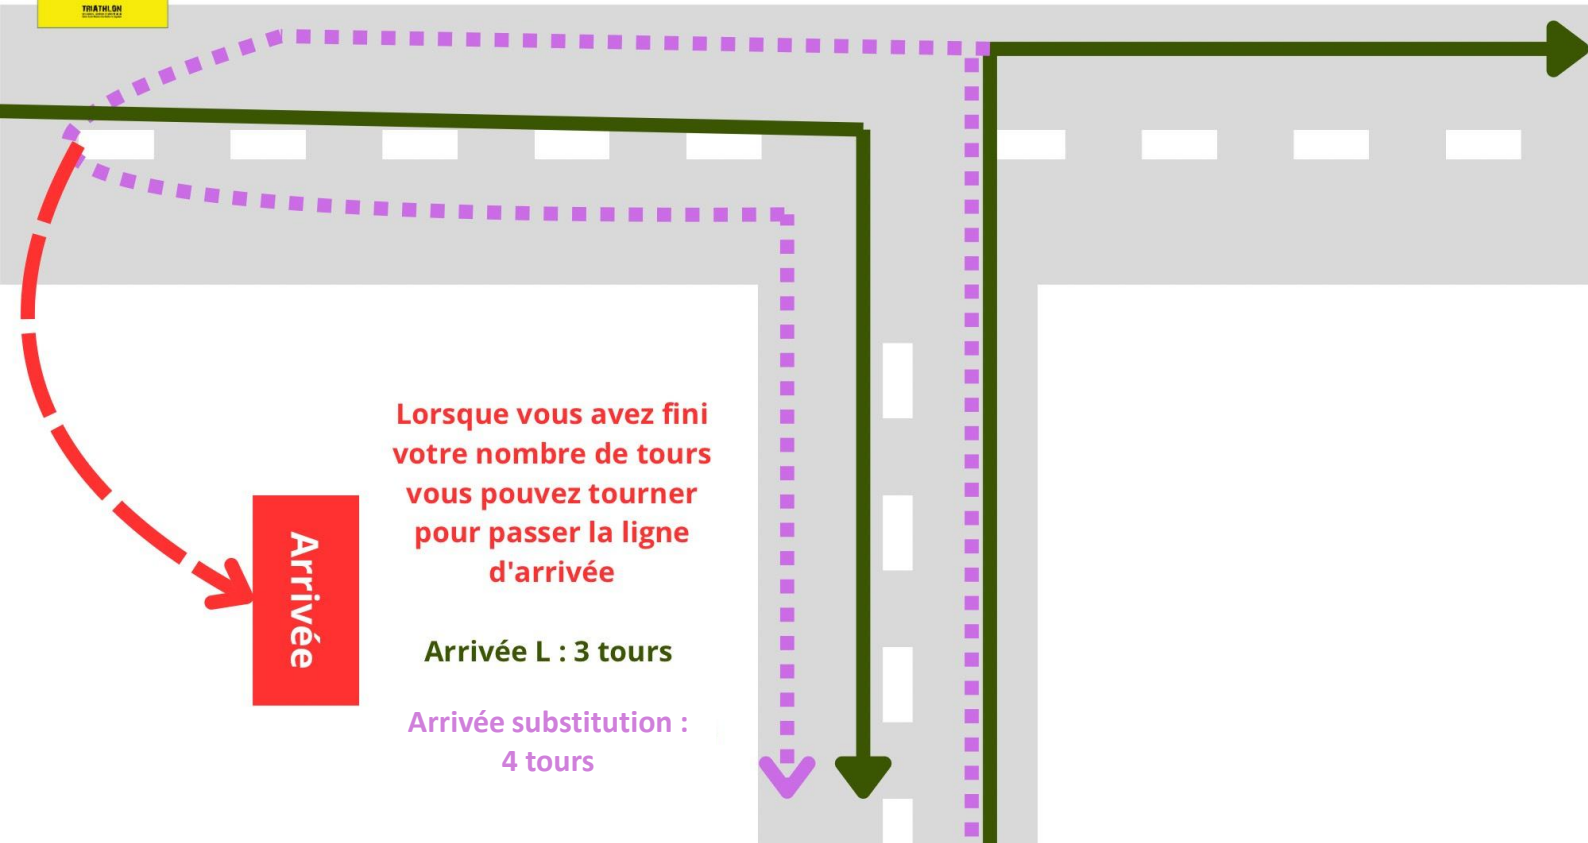 TRIATHLON
Lorsque vous avez fini
votre nombre de tours
vous pouvez tourner
pour passer la ligne
d'arrivée
Arrivée
Arrivée L : 3 tours
Arrivée substitution :
4 tours